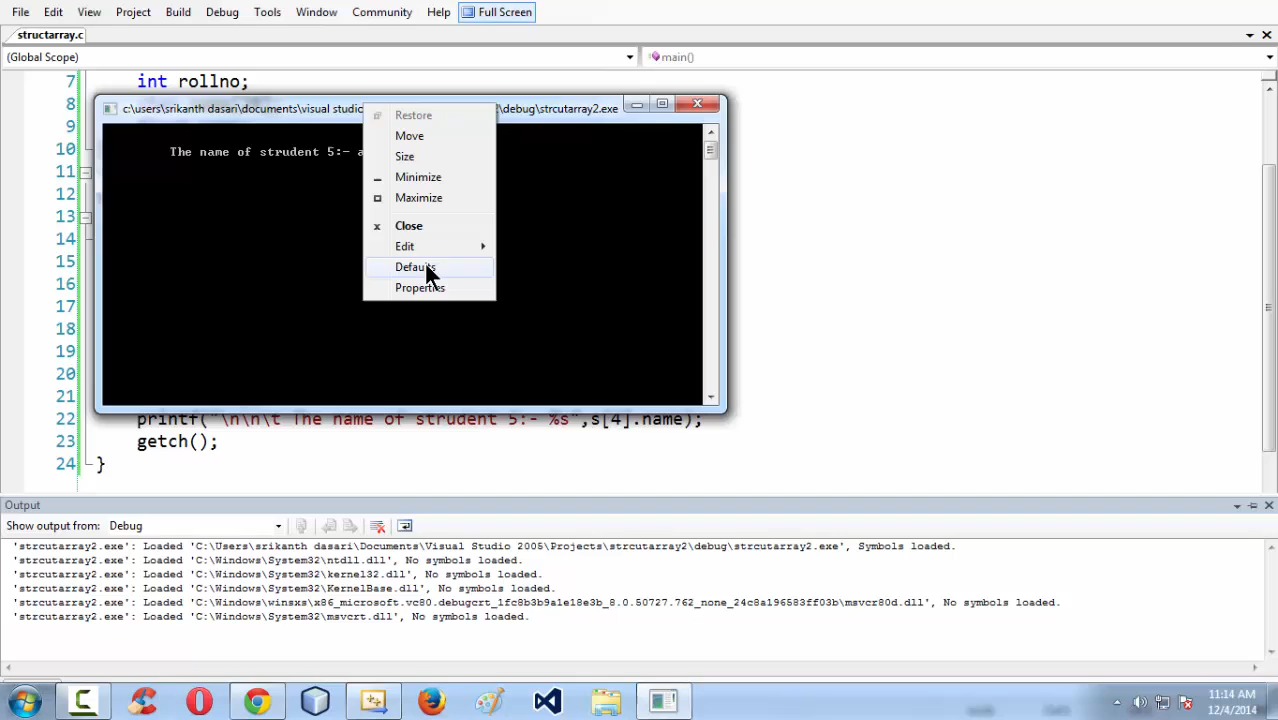 File Edit View Project Build Debug Tools Window Community Help Full Screen
structarray.c
(Global Scope) main()
7 int rollno;
8
c:\users\srikanth dasari\documents\visual studio 2\debug\strcutarray2.exe
Restore
9
Move
10 The name of strudent 5:- a
Size
11
Minimize
12
Maximize
13
Close
14
Edit
15
Defaults
16
Properties
17
18
19
20
21
22 printf("\n\n\t The name of strudent 5:- %s",s[4].name);
23 getch();
24 }
Output
Show output from: Debug
'strcutarray2.exe': Loaded 'C:\Users\srikanth dasari\Documents\Visual Studio 2005\Projects\strcutarray2\debug\strcutarray2.exe', Symbols loaded.
'strcutarray2.exe': Loaded 'C:\Windows\System32\ntdll.dll', No symbols loaded.
'strcutarray2.exe': Loaded 'C:\Windows\System32\kernel32.dll', No symbols loaded.
'strcutarray2.exe': Loaded 'C:\Windows\System32\KernelBase.dll', No symbols loaded.
'strcutarray2.exe': Loaded 'C:\Windows\winsxs\x86_microsoft.vc80.debugcrt_1fc8b3b9a1e18e3b_8.0.50727.762_none_24c8a196583ff03b\msvcr80d.dll', No symbols loaded.
'strcutarray2.exe': Loaded 'C:\Windows\System32\msvcrt.dll', No symbols loaded.
11:14 AM
12/4/2014